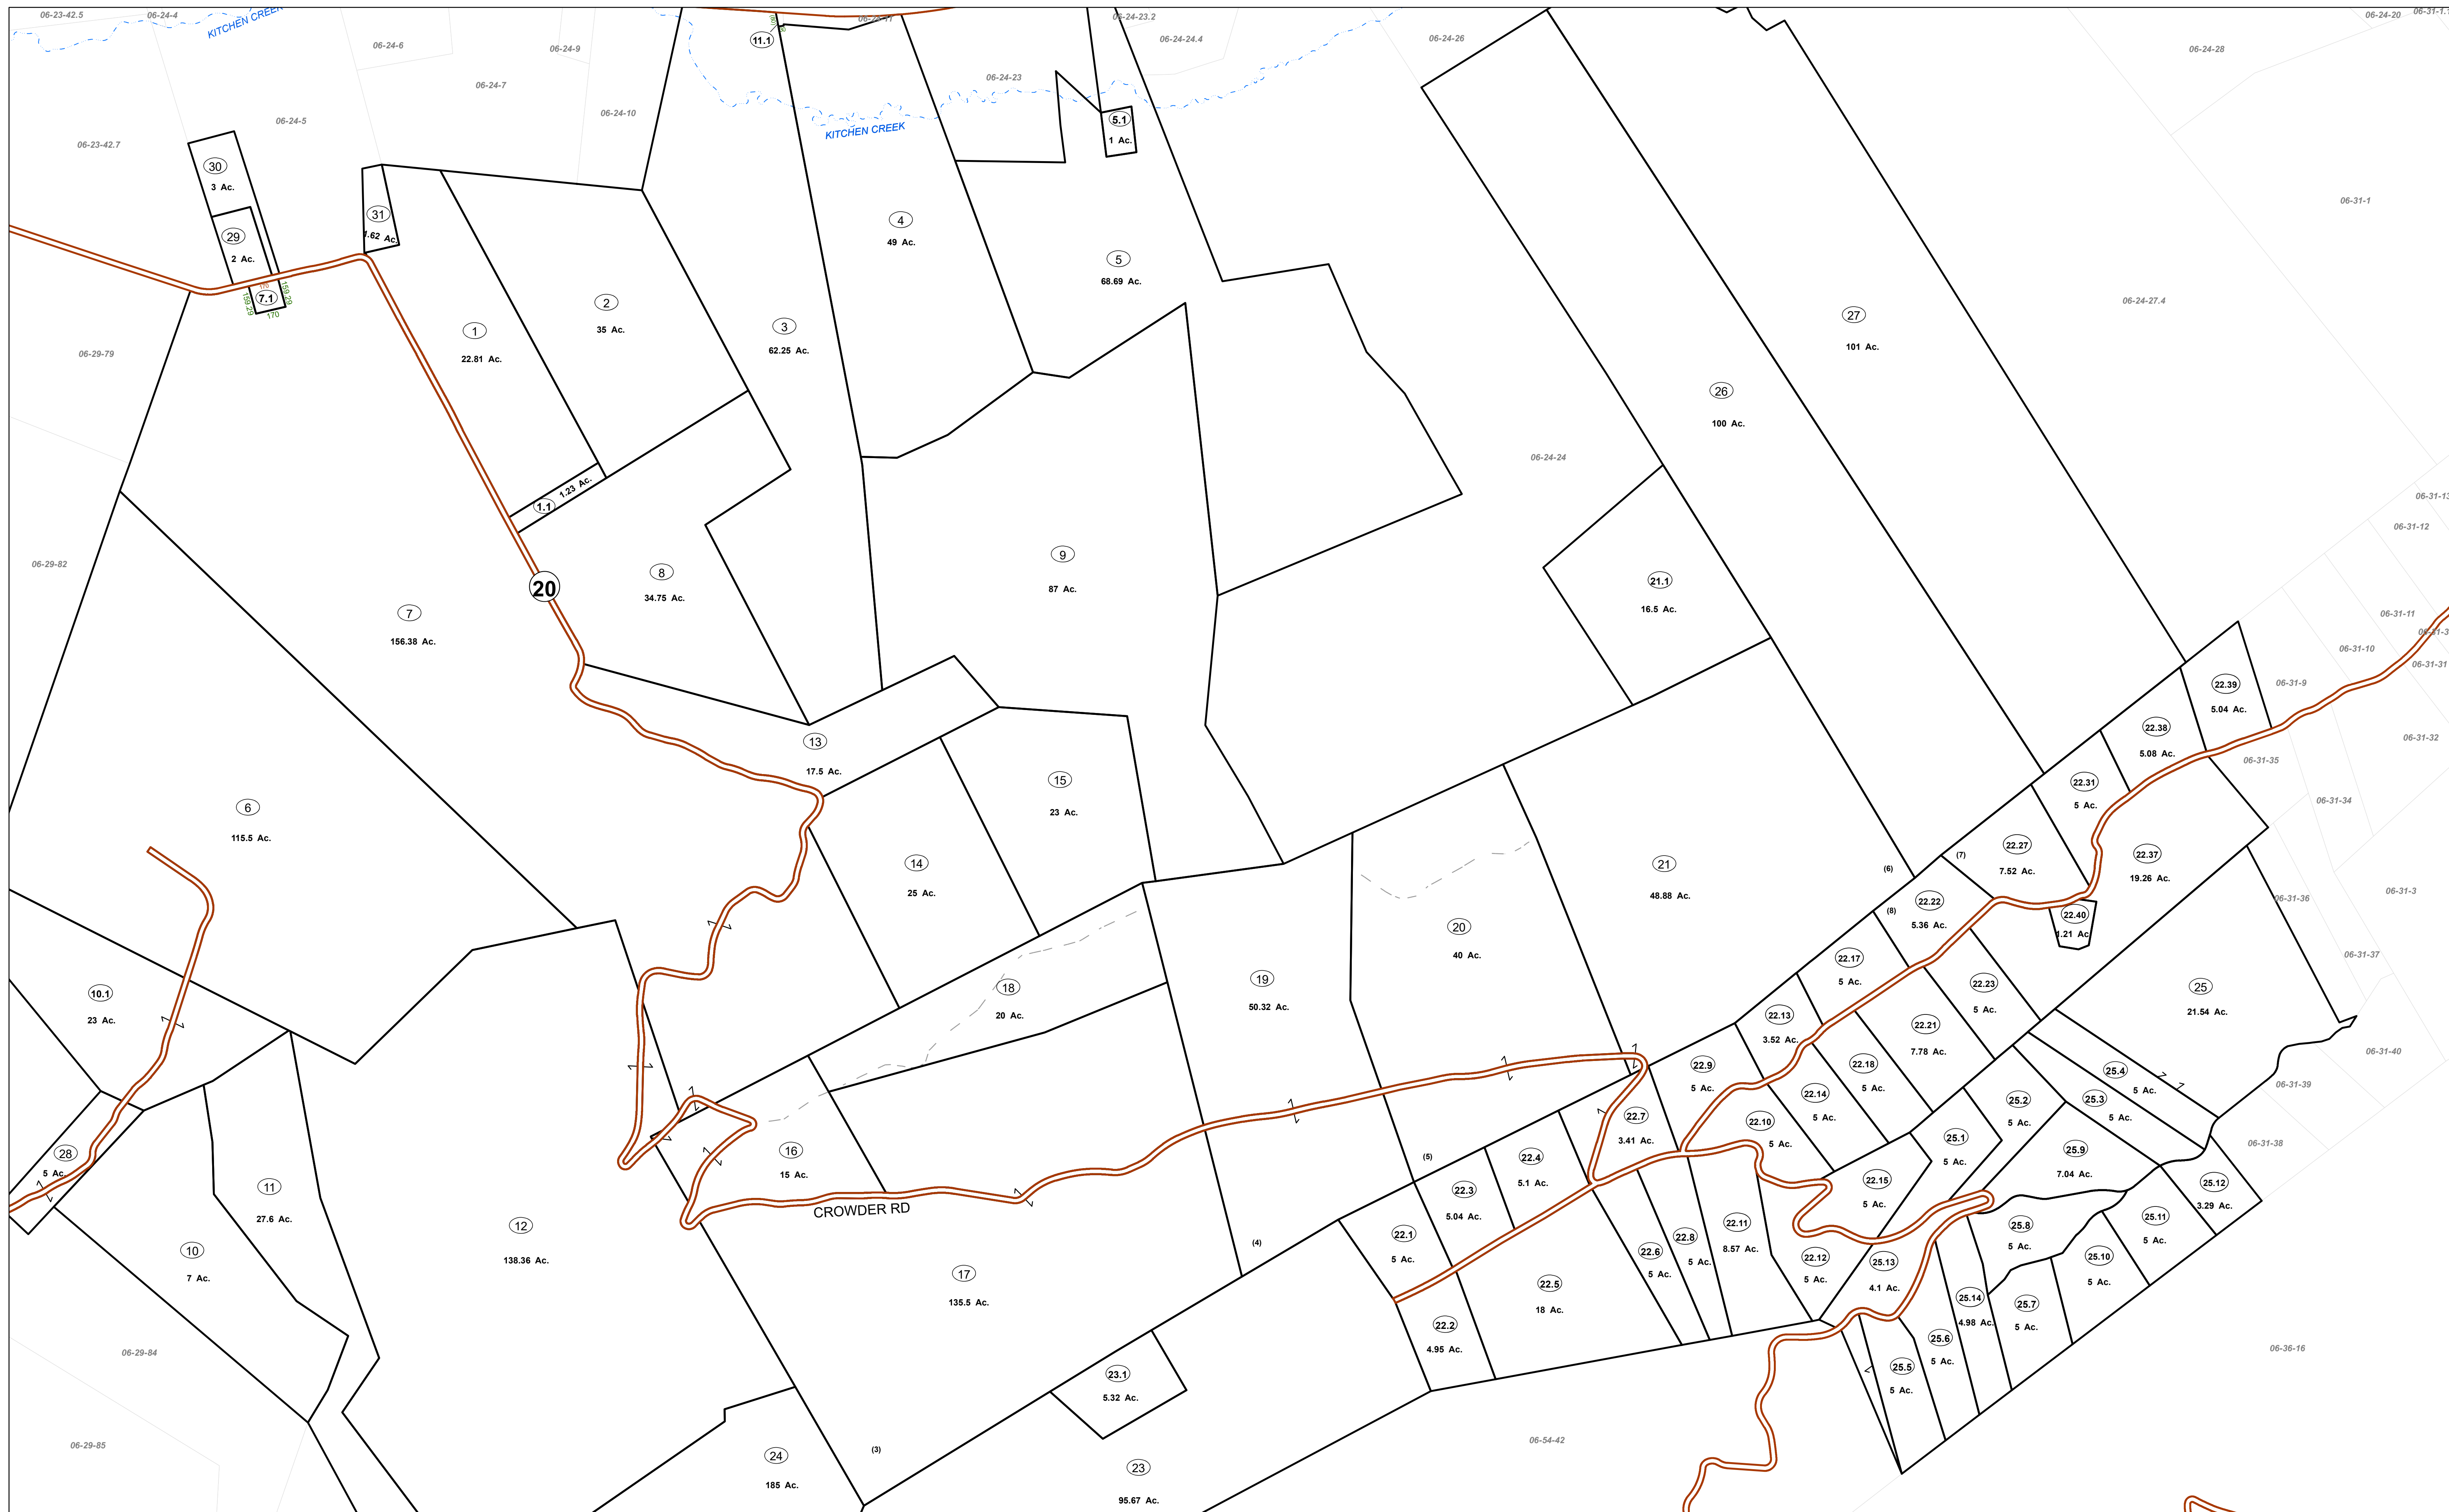 06-23-42.5
06-24-4
KITCHEN CREEK
06-24-6
06-24-9
06-24-7
06-24-10
06-24-5
06-23-42.7
11.1
06-24-11
06-24-23.2
06-24-24.4
06-24-23
06-24-26
06-24-20
06-24-28
KITCHEN CREEK
5.1
1 Ac.
30
3 Ac.
29
2 Ac.
31
1.62 Ac.
7.1
170
159.29
159.29
170
4
49 Ac.
5
68.69 Ac.
06-31-1
06-24-27.4
27
101 Ac.
2
35 Ac.
3
62.25 Ac.
1
22.81 Ac.
06-29-79
26
100 Ac.
06-24-24
1.1
1.23 Ac.
06-31-12
06-29-82
20
8
34.75 Ac.
9
87 Ac.
21.1
16.5 Ac.
7
156.38 Ac.
06-31-11
06-31-10
06-31-31
06-31-9
22.39
5.04 Ac.
22.38
5.08 Ac.
06-31-32
06-31-35
13
17.5 Ac.
15
23 Ac.
22.31
5 Ac.
06-31-34
6
115.5 Ac.
14
25 Ac.
21
48.88 Ac.
(6)
(7)
22.27
7.52 Ac.
22.37
19.26 Ac.
06-31-3
06-31-36
22.22
5.36 Ac.
(8)
22.40
1.21 Ac.
20
40 Ac.
06-31-37
22.17
5 Ac.
19
50.32 Ac.
18
20 Ac.
22.23
5 Ac.
25
21.54 Ac.
10.1
23 Ac.
22.13
3.52 Ac.
22.21
7.78 Ac.
06-31-40
22.9
5 Ac.
22.18
5 Ac.
25.4
5 Ac.
06-31-39
22.14
5 Ac.
25.2
5 Ac.
25.3
5 Ac.
22.7
3.41 Ac.
22.10
5 Ac.
25.1
5 Ac.
06-31-38
25.9
7.04 Ac.
28
5 Ac.
16
15 Ac.
(5)
22.4
5.1 Ac.
22.15
5 Ac.
25.12
3.29 Ac.
11
27.6 Ac.
22.3
5.04 Ac.
CROWDER RD
12
138.36 Ac.
25.8
5 Ac.
25.11
5 Ac.
22.1
5 Ac.
(4)
22.6
5 Ac.
22.8
5 Ac.
22.11
8.57 Ac.
22.12
5 Ac.
25.13
4.1 Ac.
25.10
5 Ac.
10
7 Ac.
17
135.5 Ac.
22.5
18 Ac.
25.14
4.98 Ac.
25.7
5 Ac.
22.2
4.95 Ac.
25.6
5 Ac.
06-29-84
06-36-16
23.1
5.32 Ac.
25.5
5 Ac.
06-29-85
(3)
06-54-42
24
185 Ac.
23
95.67 Ac.